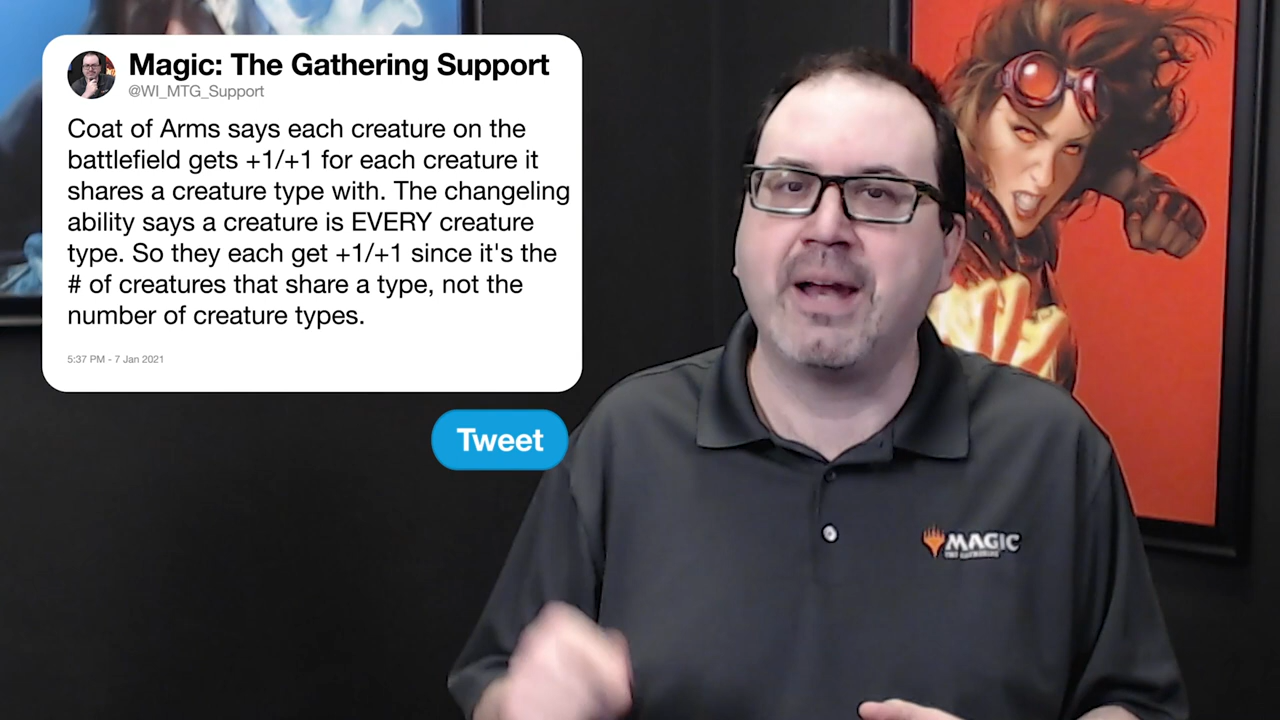 Magic: The Gathering Support
@WI_MTG_Support
Coat of Arms says each creature on the
battlefield gets +1/+1 for each creature it
shares a creature type with. The changeling
ability says a creature is EVERY creature
type. So they each get +1/+1 since it's the
# of creatures that share a type, not the
number of creature types.
5:37 PM - 7 Jan 2021
Tweet
MAGIC
THE GATHERING